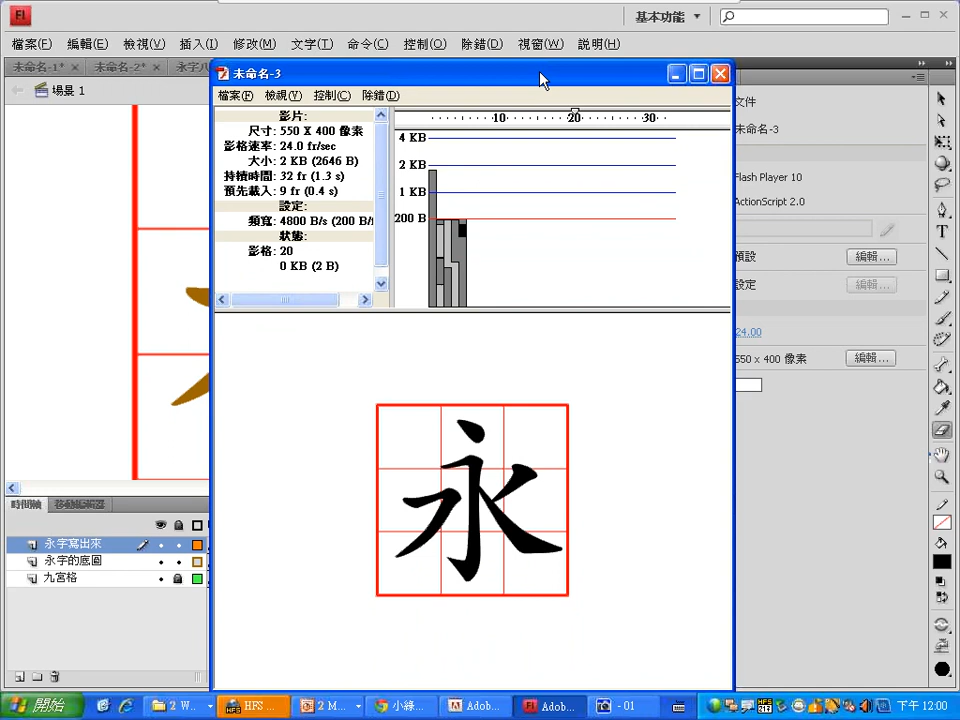 Fl
基本功能
檔案(F) 編輯(E) 檢視(V) 插入(I) 修改(M) 文字(T) 命令(C) 控制(O) 除錯(D) 視窗(W) 說明(H)
未命名-1* 未命名-2* 永字八
場景 1
未命名-3
檔案(F) 檢視(V) 控制(C) 除錯(D)
影片:
尺寸: 550 X 400 像素
影格速率: 24.0 fr/sec
大小: 2 KB (2646 B)
持續時間: 32 fr (1.3 s)
預先載入: 9 fr (0.4 s)
設定:
頻寬: 4800 B/s (200 B/f
狀態:
影格: 20
0 KB (2 B)
10 20 30
4 KB
2 KB
1 KB
200 B
永
文件
未命名-3
Flash Player 10
ActionScript 2.0
預設 編輯...
設定 編輯...
24.00
550 x 400 像素 編輯...
時間軸 移動編輯器
永字寫出來
永字的底圖
九宮格
開始
2 W...
HFS ...
2 M...
小綠...
Adob...
Adob...
- 01
下午 12:00